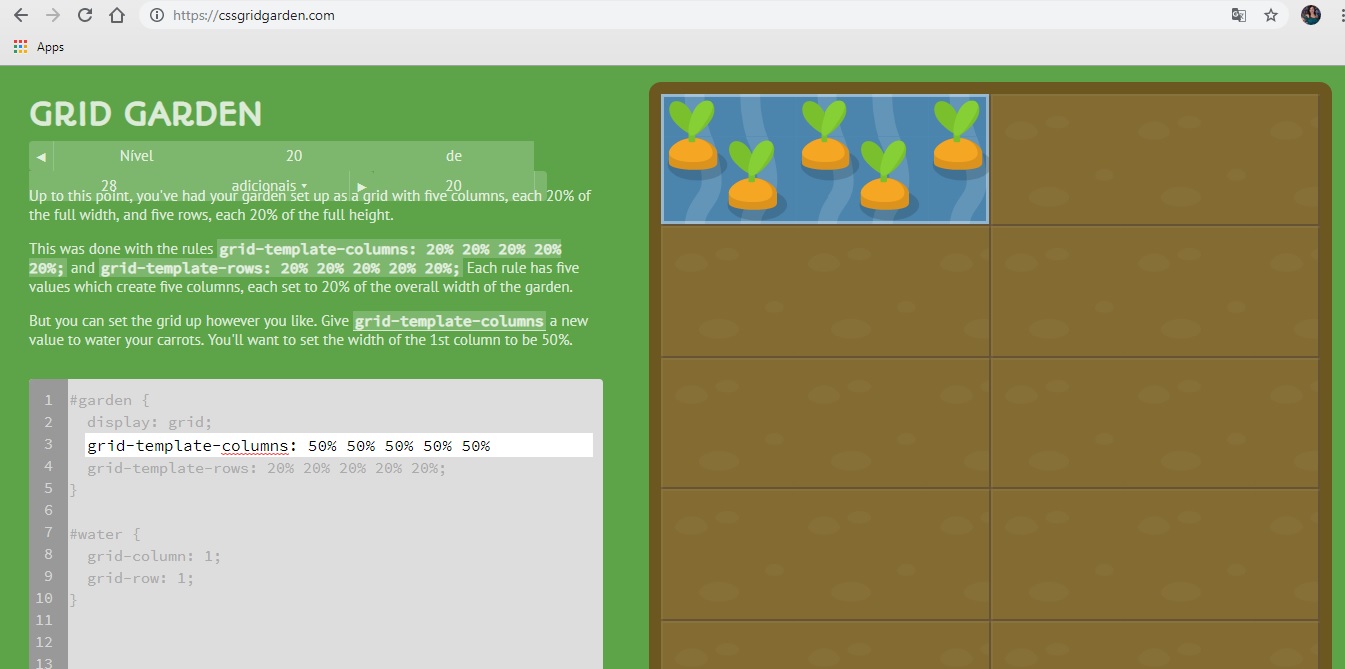 https://cssgridgarden.com
Apps
GRID GARDEN
◀ Nível 20 de
28 adicionais ▾ ▶ 20
Up to this point, you've had your garden set up as a grid with five columns, each 20% of
the full width, and five rows, each 20% of the full height.
This was done with the rules grid-template-columns: 20% 20% 20% 20%
20%; and grid-template-rows: 20% 20% 20% 20% 20%; Each rule has five
values which create five columns, each set to 20% of the overall width of the garden.
But you can set the grid up however you like. Give grid-template-columns a new
value to water your carrots. You'll want to set the width of the 1st column to be 50%.
1 #garden {
2 display: grid;
3 grid-template-columns: 50% 50% 50% 50% 50%
4 grid-template-rows: 20% 20% 20% 20% 20%;
5 }
6
7 #water {
8 grid-column: 1;
9 grid-row: 1;
10 }
11
12
13